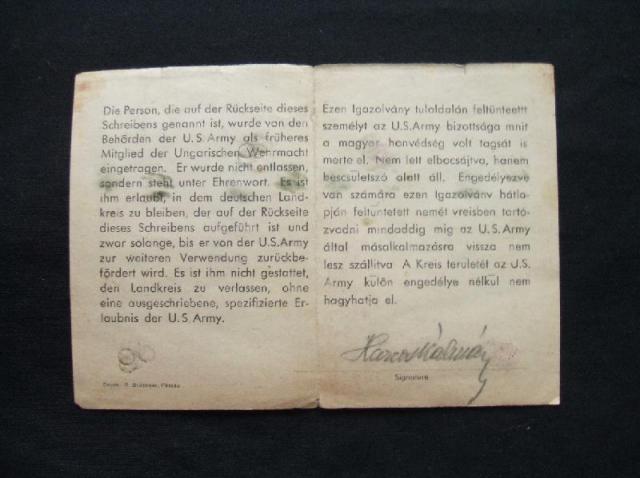 Die Person, die auf der Rückseite dieses
Schreibens genannt ist, wurde von den
Behörden der U.S. Army als früheres
Mitglied der Ungarischen Wehrmacht
eingetragen. Er wurde nicht entlassen,
sondern steht unter Ehrenwort. Es ist
ihm erlaubt, in dem deutschen Land-
kreis zu bleiben, der auf der Rückseite
dieses Schreibens aufgeführt ist und
zwar solange, bis er von der U.S. Army
zur weiteren Verwendung zurückbe-
fördert wird. Es ist ihm nicht gestattet,
den Landkreis zu verlassen, ohne
eine ausgeschriebene, spezifizierte Er-
laubnis der U.S. Army.
Ezen Igazolvány tuloldalán feltünteettt
személyt az U.S. Army bizottsága mnit
a magyar honvédség volt tagsát is
merte el. Nem lett elbocsájtva, hanem
bescsületszó alatt áll. Engedélyezve
van számára ezen Igazolvány hátlo-
pján feltüntetett német vreisben tartó-
zvodni mindaddig mig az U.S. Army
által másalkalmazásra vissza nem
lesz szállitva A Kreis területét az U.S.
Army külön engedélye nélkul nem
hagyhatja el.
Kálmán
Signature